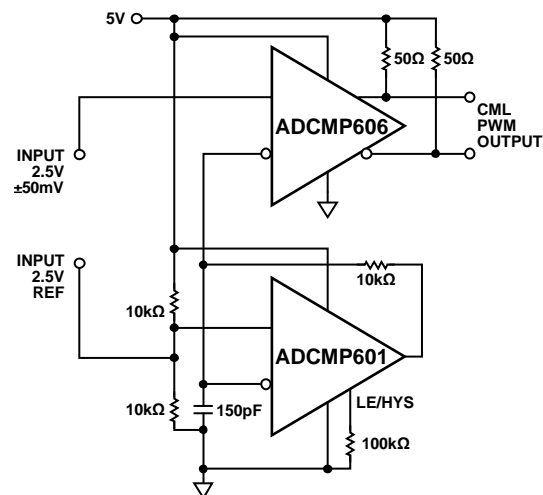 5V
50Ω
50Ω
ADCMP606
CML
PWM
OUTPUT
INPUT
2.5V
±50mV
INPUT
2.5V
REF
10kΩ
10kΩ
ADCMP601
10kΩ
150pF
LE/HYS
100kΩ